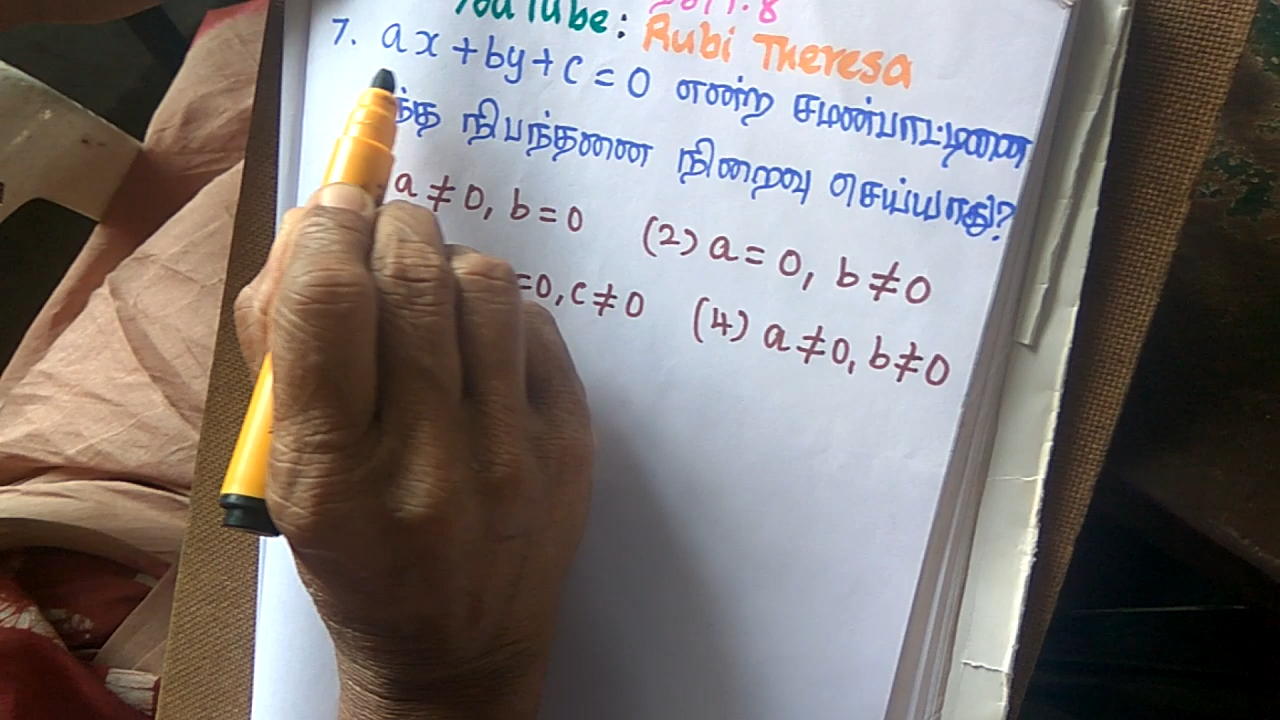 YouTube: Rubi Theresa
7. ax + by + c = 0 என்ற சமன்பாட்டினை
நிபந்தனை நிறைவு செய்யாது?
a ≠ 0, b = 0 (2) a = 0, b ≠ 0
=0, c ≠ 0 (4) a ≠ 0, b ≠ 0